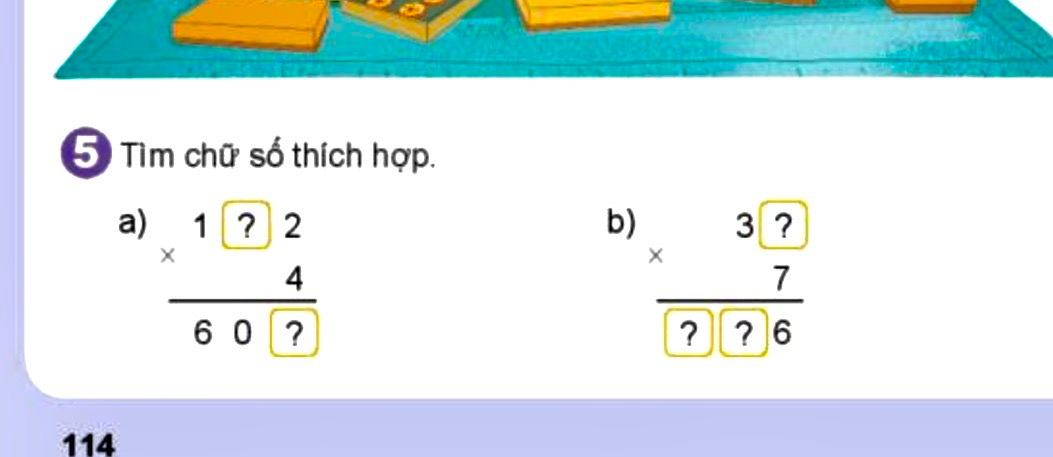 5 Tìm chữ số thích hợp.
a) 1 ? 2
×
4
6 0 ?
b) 3 ?
×
7
? ? 6
114